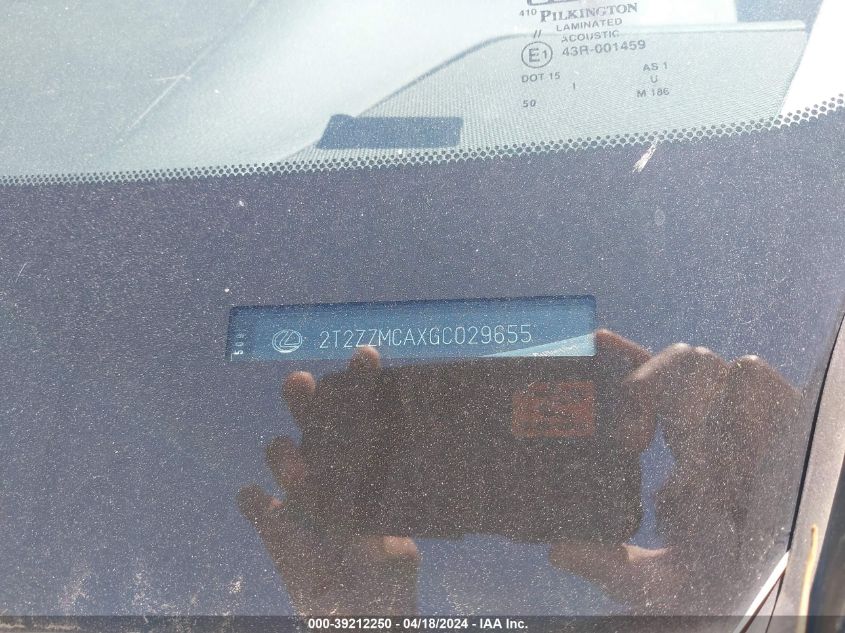 410 PILKINGTON
//
LAMINATED
ACOUSTIC
E1 43R-001459
DOT 15 AS 1
I U
50 M 186
2T2ZZMCAXGC029655
000-39212250 - 04/18/2024 - IAA Inc.